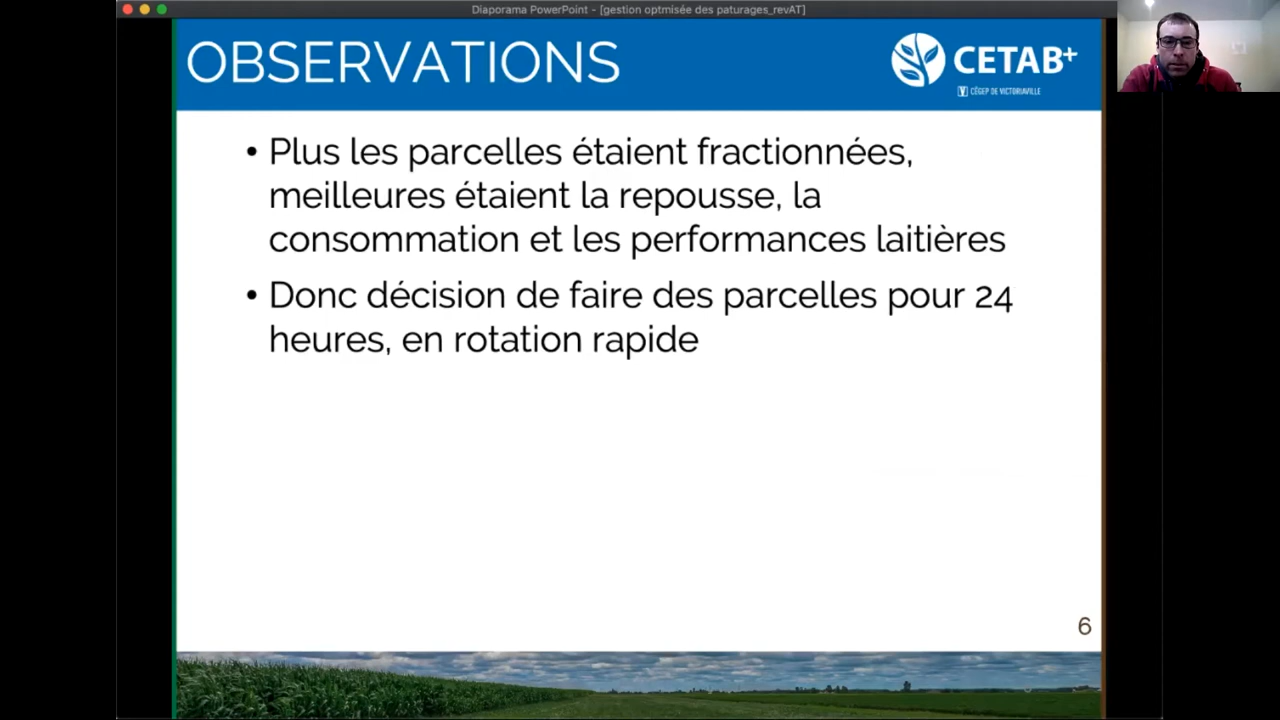 Diaporama PowerPoint - [gestion optmisée des paturages_revAT]
OBSERVATIONS
CETAB+
CÉGEP DE VICTORIAVILLE
• Plus les parcelles étaient fractionnées,
meilleures étaient la repousse, la
consommation et les performances laitières
• Donc décision de faire des parcelles pour 24
heures, en rotation rapide
6